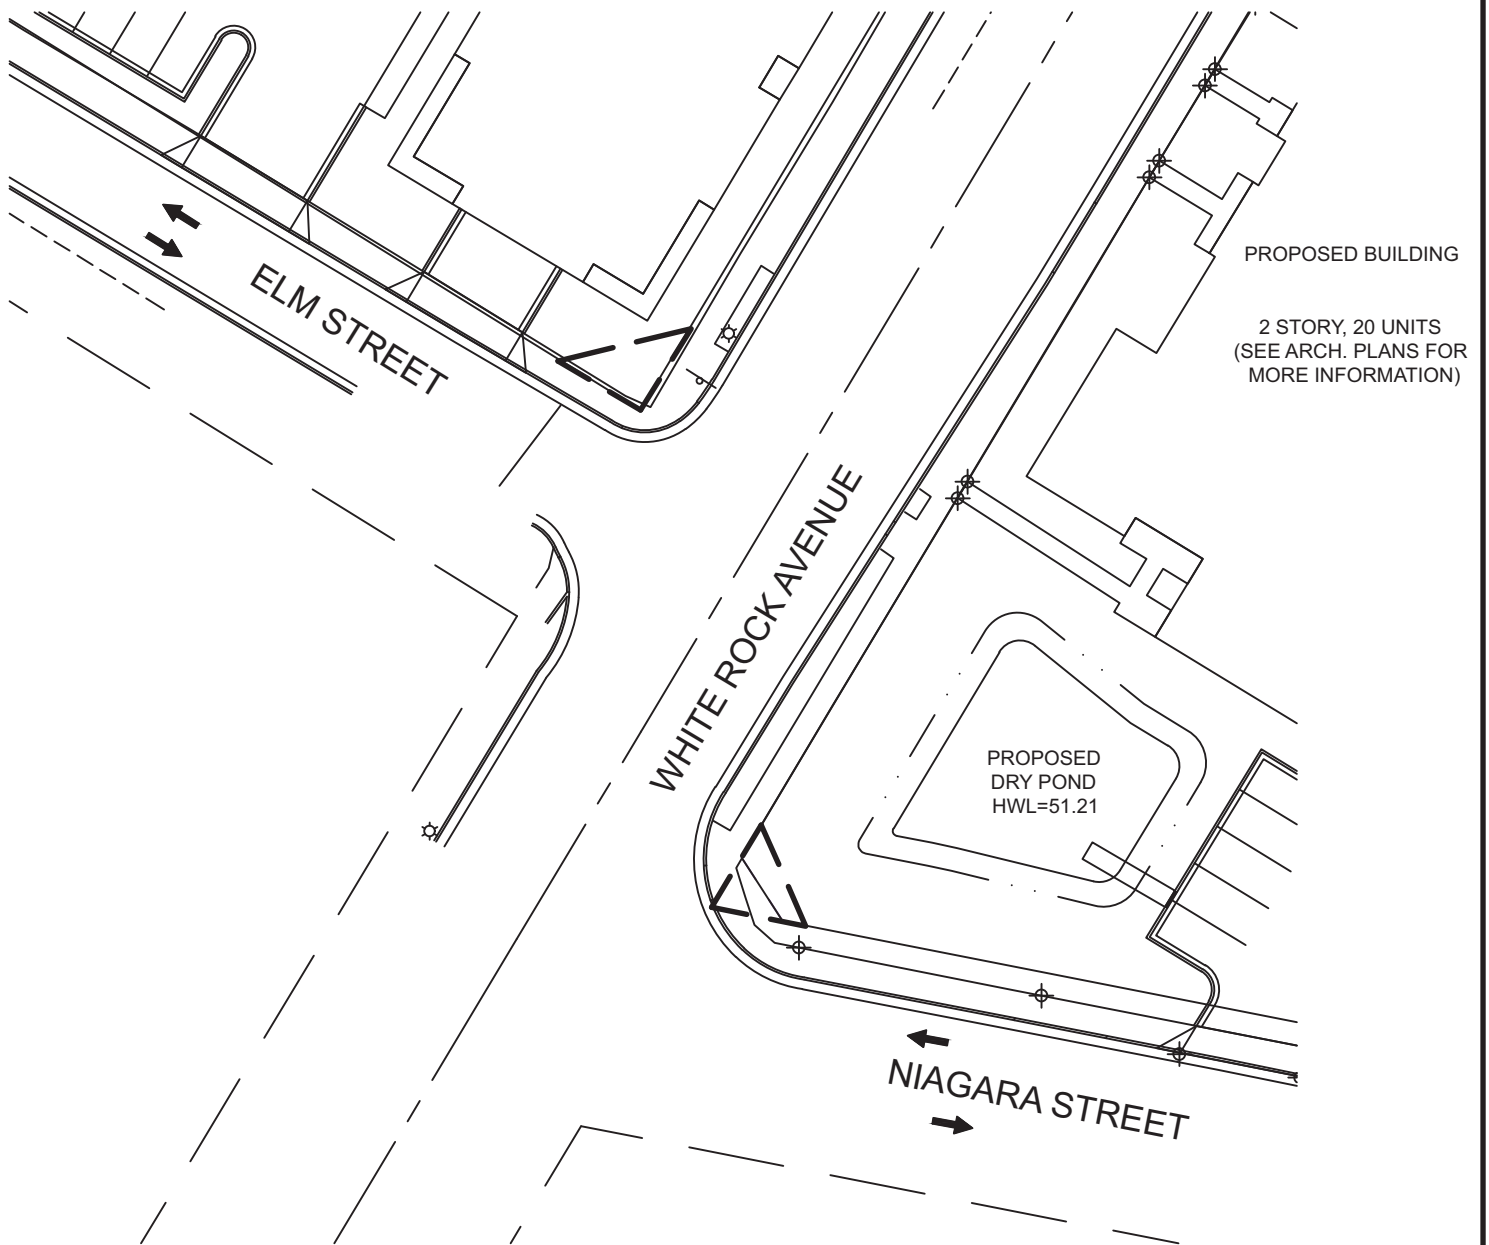 PROPOSED BUILDING
2 STORY, 20 UNITS
(SEE ARCH. PLANS FOR
MORE INFORMATION)
ELM STREET
WHITE ROCK AVENUE
PROPOSED
DRY POND
HWL=51.21
NIAGARA STREET